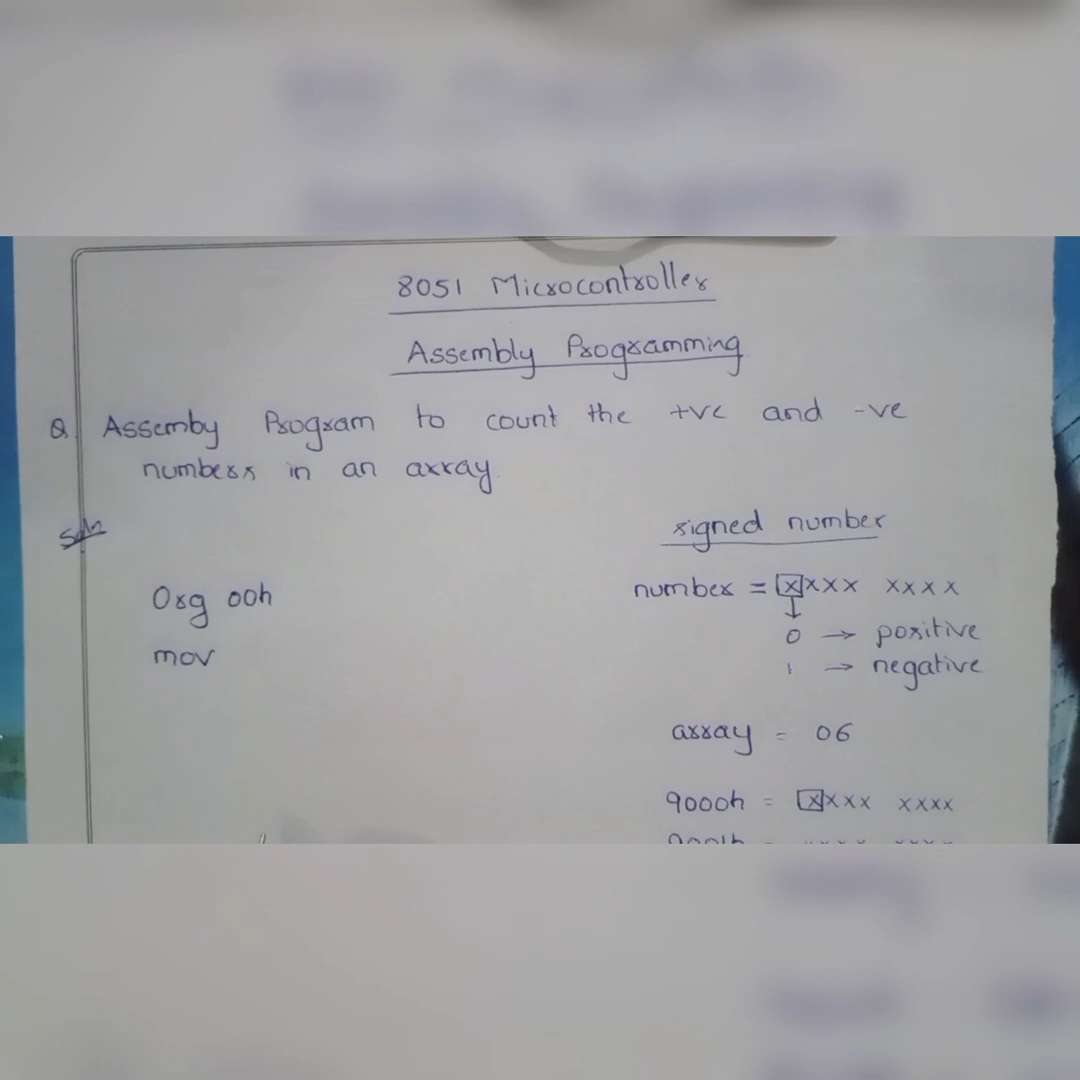 8051 Microcontroller
Assembly Programming
Q Assemby Program to count the +ve and -ve
numbers in an array.
Soln
signed number
Org 00h
number = xxxx xxxx
0 → positive
mov
1 → negative
array = 06
9000h = xxxx xxxx